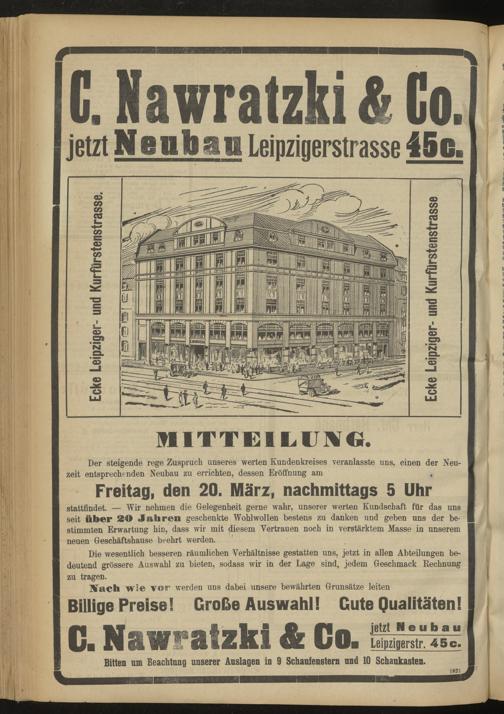 C. Nawratzki & Co.
jetzt Neubau Leipzigerstrasse 45c.
Ecke Leipziger- und Kurfürstenstrasse.
Ecke Leipziger- und Kurfürstenstrasse
MITTEILUNG.
Der steigende rege Zuspruch unseres werten Kundenkreises veranlasste uns, einen der Neu-
zeit entsprechenden Neubau zu errichten, dessen Eröffnung am
Freitag, den 20. März, nachmittags 5 Uhr
stattfindet. — Wir nehmen die Gelegenheit gerne wahr, unserer werten Kundschaft für das uns
seit über 20 Jahren geschenkte Wohlwollen bestens zu danken und geben uns der be-
stimmten Erwartung hin, dass wir mit diesem Vertrauen noch in verstärktem Masse in unserem
neuen Geschäftshause beehrt werden.
Die wesentlich besseren räumlichen Verhältnisse gestatten uns, jetzt in allen Abteilungen be-
deutend grössere Auswahl zu bieten, sodass wir in der Lage sind, jedem Geschmack Rechnung
zu tragen.
Nach wie vor werden uns dabei unsere bewährten Grunsätze leiten
Billige Preise! Große Auswahl! Gute Qualitäten!
C. Nawratzki & Co.
jetzt Neubau
Leipzigerstr. 45c.
Bitten um Beachtung unserer Auslagen in 9 Schaufenstern und 10 Schaukasten.